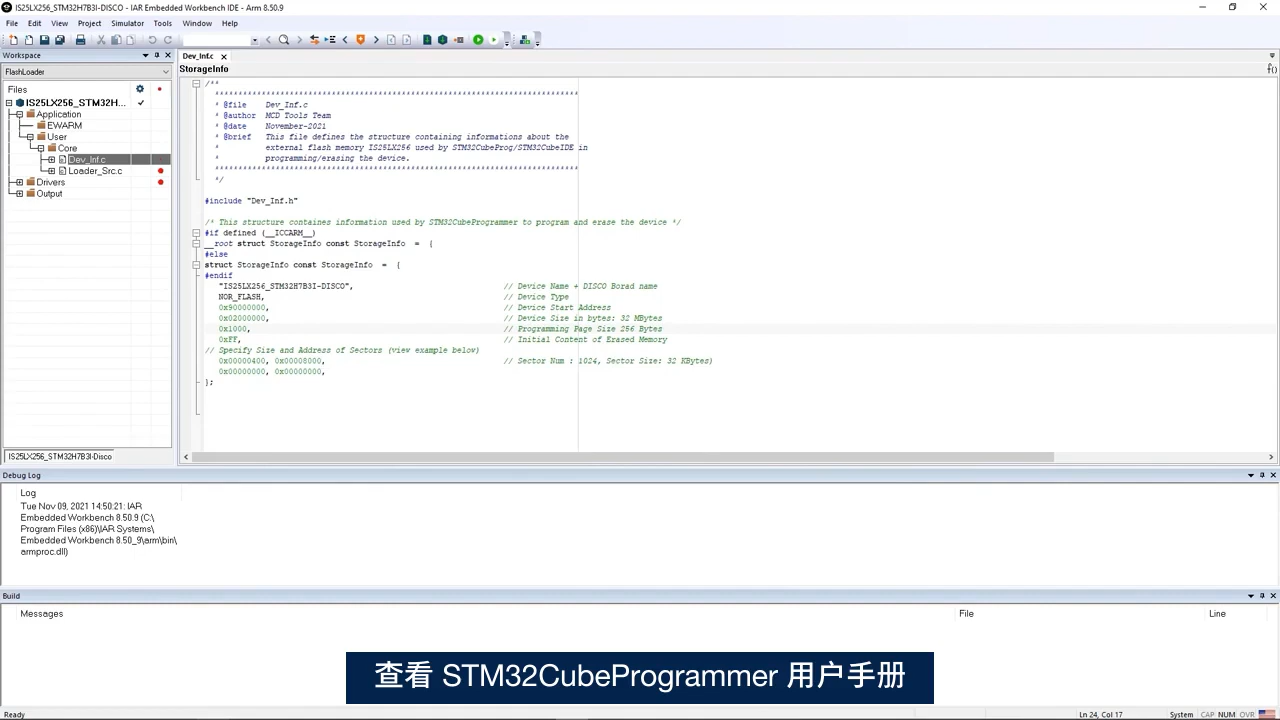 IS25LX256_STM32H7B3I-DISCO - IAR Embedded Workbench IDE - Arm 8.50.9
File Edit View Project Simulator Tools Window Help
Workspace
FlashLoader
Files
IS25LX256_STM32H...
Application
EWARM
User
Core
Dev_Inf.c
Loader_Src.c
Drivers
Output
IS25LX256_STM32H7B3I-Disco
Dev_Inf.c
StorageInfo
f()
/**
******************************************************************************
* @file    Dev_Inf.c
* @author  MCD Tools Team
* @date    November-2021
* @brief   This file defines the structure containing informations about the
*          external flash memory IS25LX256 used by STM32CubeProg/STM32CubeIDE in
*          programming/erasing the device.
******************************************************************************
*/
#include "Dev_Inf.h"
/* This structure containes information used by STM32CubeProgrammer to program and erase the device */
#if defined (__ICCARM__)
__root struct StorageInfo const StorageInfo  =  {
#else
struct StorageInfo const StorageInfo  =  {
#endif
"IS25LX256_STM32H7B3I-DISCO", // Device Name + DISCO Borad name
NOR_FLASH, // Device Type
0x90000000, // Device Start Address
0x02000000, // Device Size in bytes: 32 MBytes
0x1000, // Programming Page Size 256 Bytes
0xFF, // Initial Content of Erased Memory
// Specify Size and Address of Sectors (view example below)
0x00000400, 0x00008000, // Sector Num : 1024, Sector Size: 32 KBytes)
0x00000000, 0x00000000,
};
Debug Log
Log
Tue Nov 09, 2021 14:50:21: IAR
Embedded Workbench 8.50.9 (C:\
Program Files (x86)\IAR Systems\
Embedded Workbench 8.50_9\arm\bin\
armproc.dll)
Build
Messages File Line
查看 STM32CubeProgrammer 用户手册
Ready Ln 24, Col 17 System CAP NUM OVR